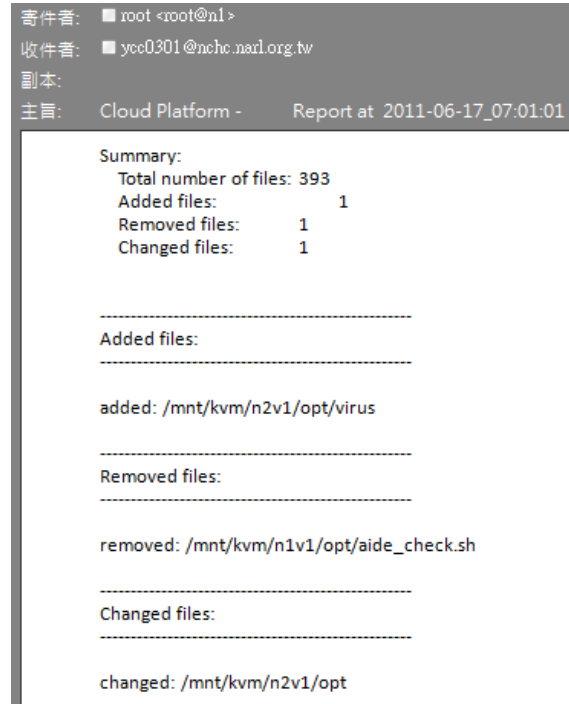 寄件者: root <root@n1>
收件者: ycc0301@nchc.narl.org.tw
副本:
主旨: Cloud Platform - Report at 2011-06-17_07:01:01
Summary:
Total number of files: 393
Added files: 1
Removed files: 1
Changed files: 1
---------------------------------------------------
Added files:
---------------------------------------------------
added: /mnt/kvm/n2v1/opt/virus
---------------------------------------------------
Removed files:
---------------------------------------------------
removed: /mnt/kvm/n1v1/opt/aide_check.sh
---------------------------------------------------
Changed files:
---------------------------------------------------
changed: /mnt/kvm/n2v1/opt